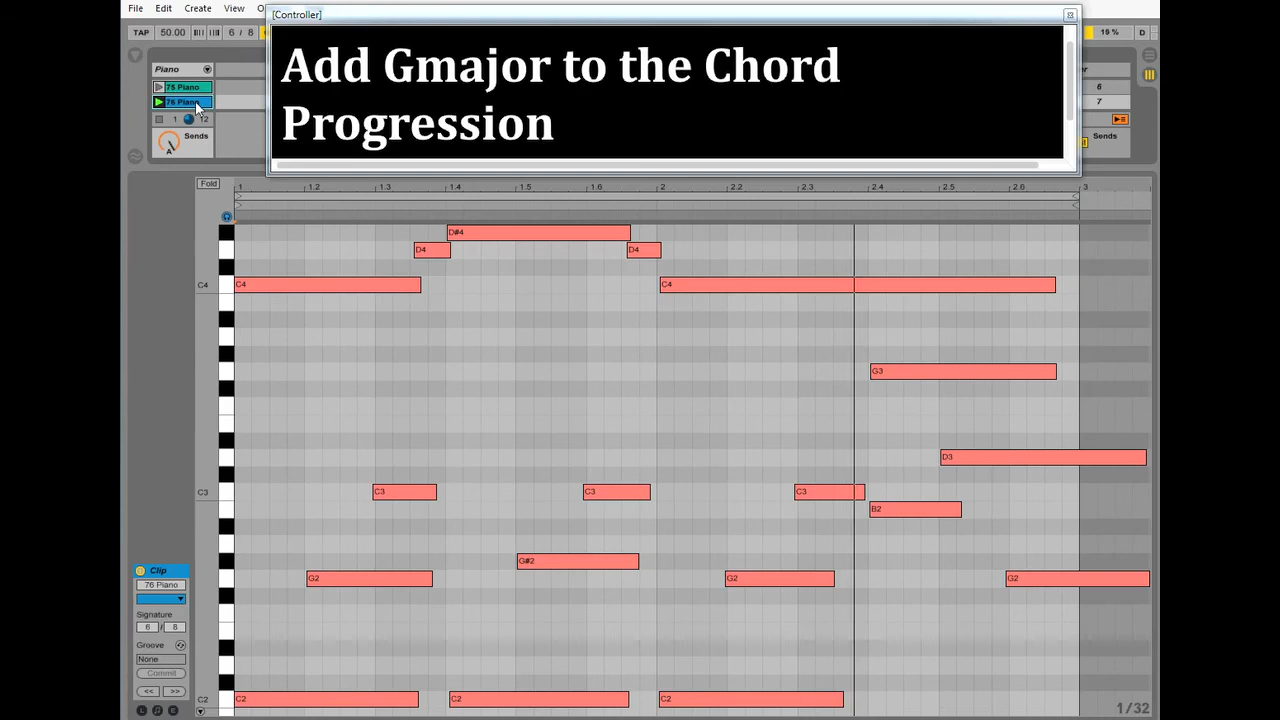 File Edit Create View O
[Controller]
TAP 50.00 6 / 8
19 % D
Add Gmajor to the Chord
Progression
Piano
75 Piano
76 Piano
1 12
Sends
A
er
6
7
Sends
Fold
1 1.2 1.3 1.4 1.5 1.6 2 2.2 2.3 2.4 2.5 2.6 3
D#4
D4 D4
C4 C4 C4
G3
D3
C3 C3 C3 C3
B2
G#2
G2 G2 G2
C2 C2 C2 C2
Clip
76 Piano
Signature
6 / 8
Groove
None
Commit
<< >>
L E
1/32